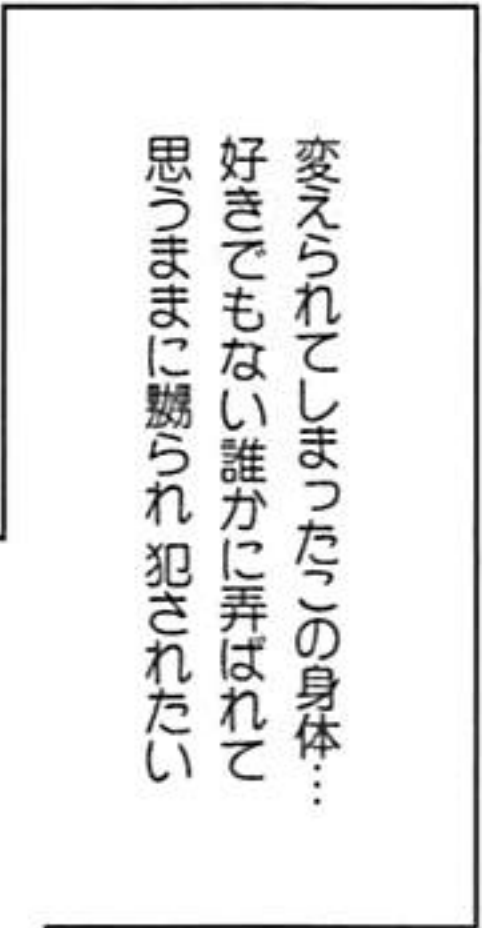 変えられてしまったこの身体…
好きでもない誰かに弄ばれて
思うままに嬲られ 犯されたい